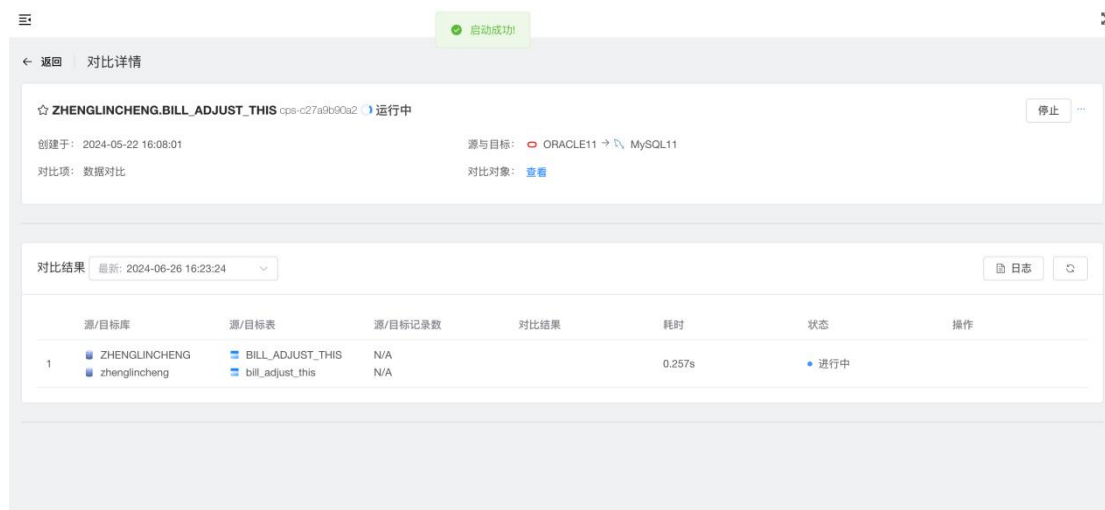 启动成功!
返回 对比详情
ZHENGLINCHENG.BILL_ADJUST_THIS cps-c27a9b90a2 运行中 停止 ...
创建于: 2024-05-22 16:08:01 源与目标: ORACLE11 → MySQL11
对比项: 数据对比 对比对象: 查看
对比结果 最新: 2024-06-26 16:23:24 日志
源/目标库 源/目标表 源/目标记录数 对比结果 耗时 状态 操作
1 ZHENGLINCHENG BILL_ADJUST_THIS N/A 0.257s 进行中
zhenglincheng bill_adjust_this N/A